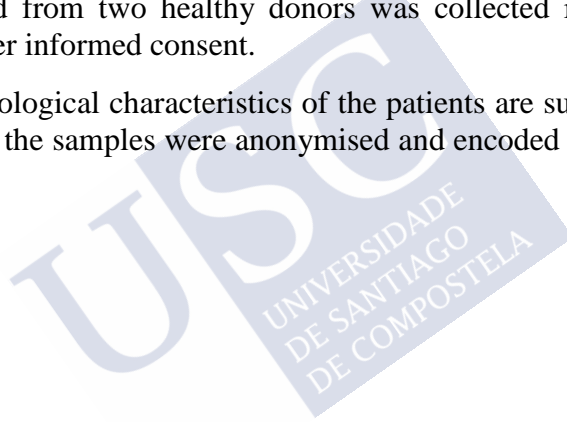 d from two healthy donors was collected
er informed consent.
ological characteristics of the patients are su
the samples were anonymised and encoded
USC
UNIVERSIDADE
DE SANTIAGO
DE COMPOSTELA